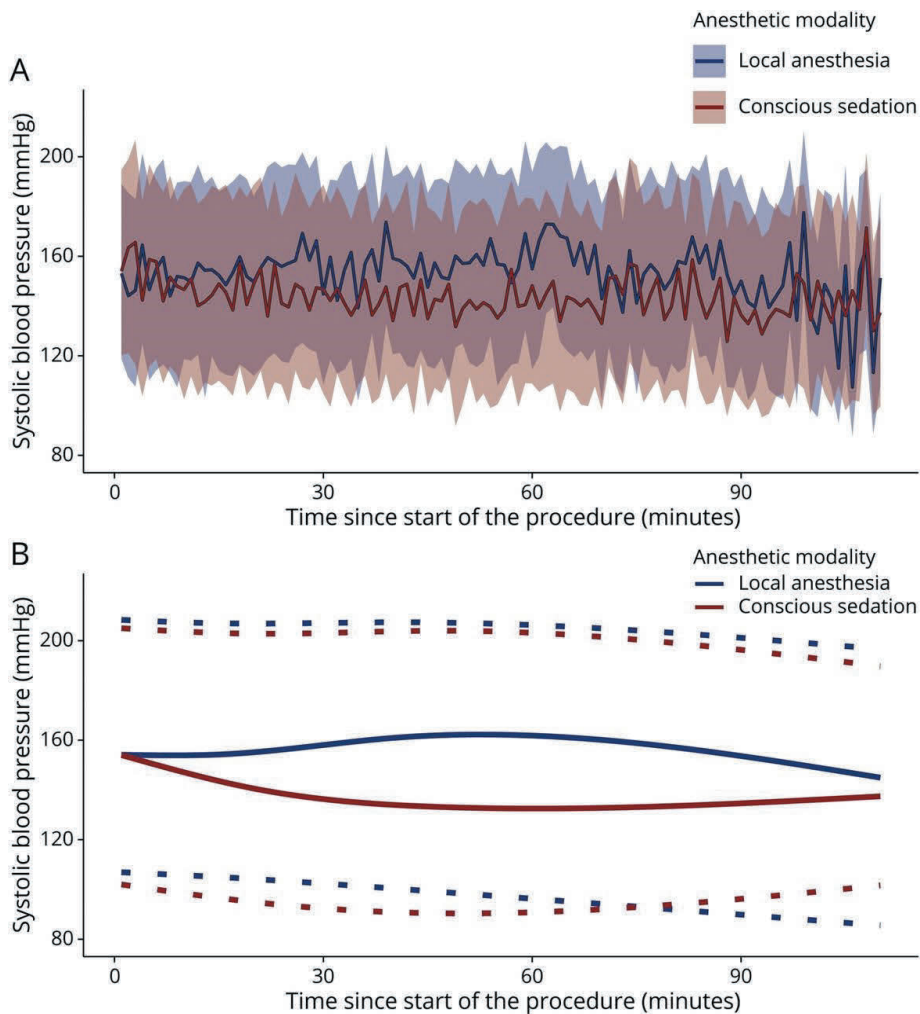 Anesthetic modality
Local anesthesia
Conscious sedation
A
Systolic blood pressure (mmHg)
200
160
120
80
0 30 60 90
Time since start of the procedure (minutes)
B
Anesthetic modality
Local anesthesia
Conscious sedation
Systolic blood pressure (mmHg)
200
160
120
80
0 30 60 90
Time since start of the procedure (minutes)